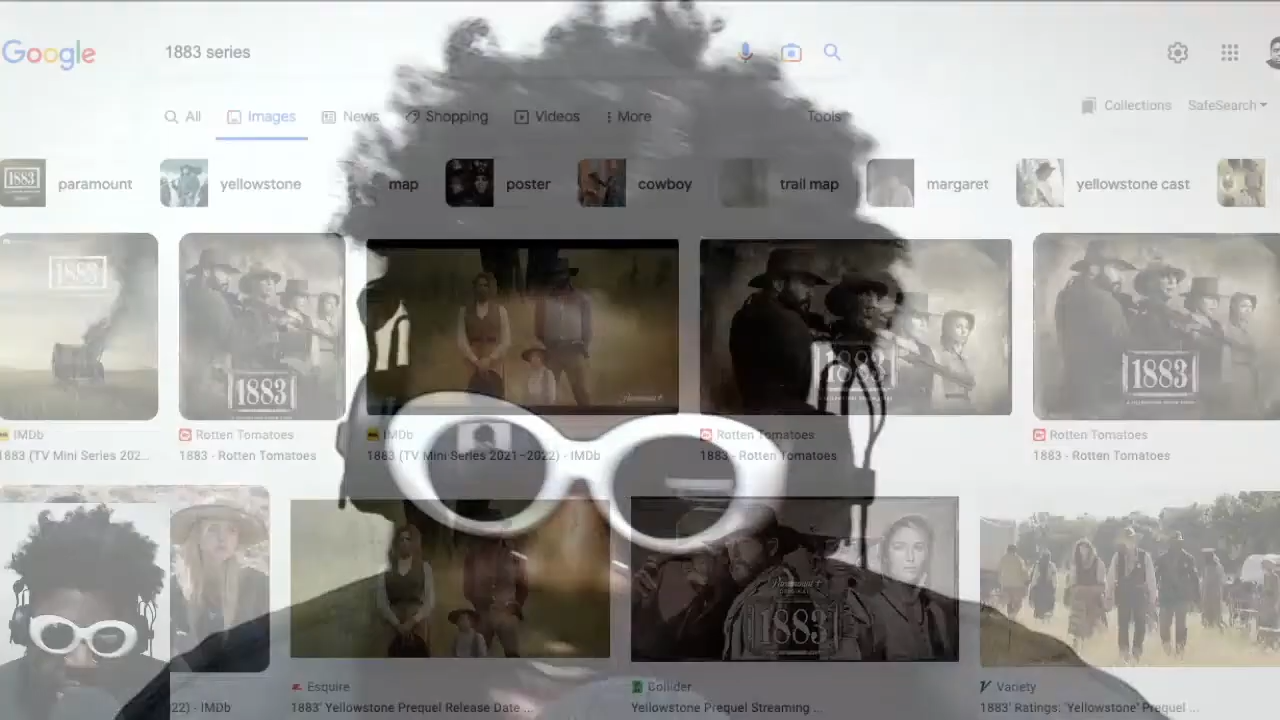 Google
1883 series
All
Images
News
Shopping
Videos
More
Tools
Collections
SafeSearch
1883
paramount
yellowstone
map
poster
cowboy
trail map
margaret
yellowstone cast
1883
1883
Paramount+
1883
1883
IMDb
1883 (TV Mini Series 202...
Rotten Tomatoes
1883 - Rotten Tomatoes
IMDb
1883 (TV Mini Series 2021–2022) - IMDb
Rotten Tomatoes
1883 - Rotten Tomatoes
Rotten Tomatoes
1883 - Rotten Tomatoes
Paramount+
1883
22) - IMDb
Esquire
1883' Yellowstone Prequel Release Date ...
Collider
Yellowstone Prequel Streaming ...
Variety
1883' Ratings: 'Yellowstone' Prequel ...